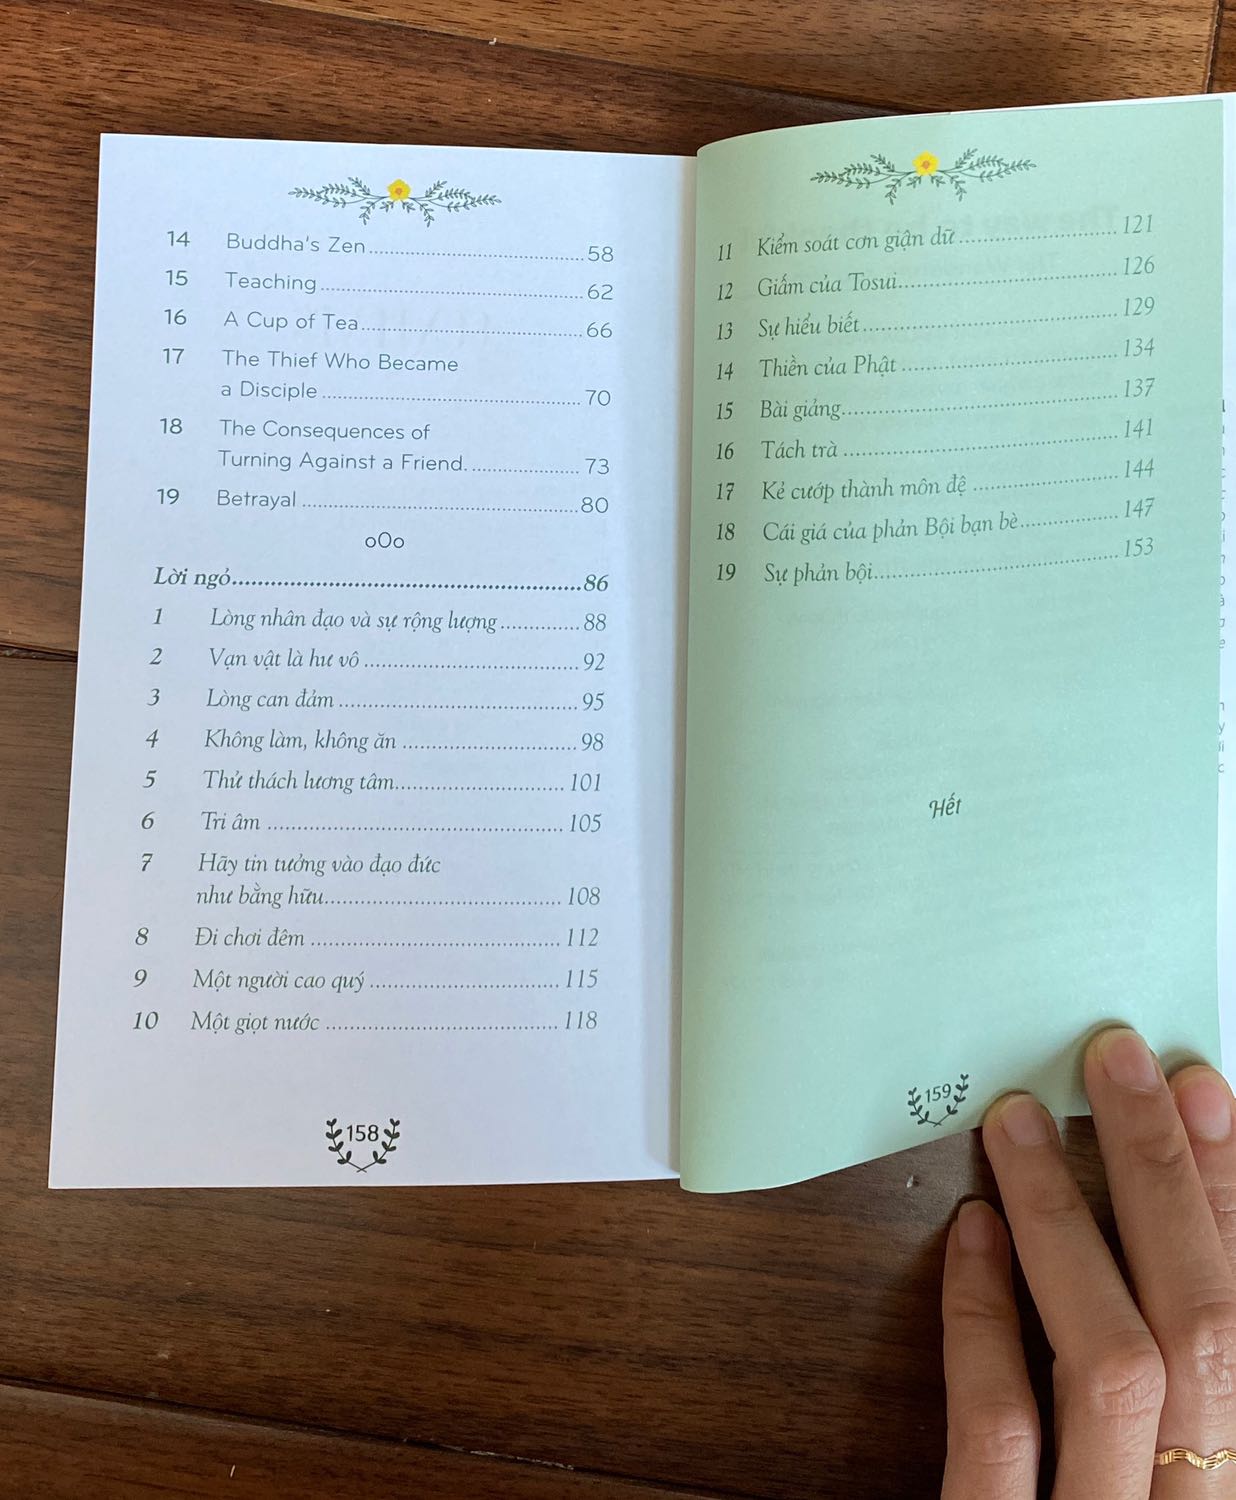 14 Buddha's Zen ........ 58
15 Teaching ........ 62
16 A Cup of Tea ........ 66
17 The Thief Who Became
a Disciple ........ 70
18 The Consequences of
Turning Against a Friend. ........ 73
19 Betrayal ........ 80
oOo
Lời ngỏ ........ 86
1 Lòng nhân đạo và sự rộng lượng ........ 88
2 Vạn vật là hư vô ........ 92
3 Lòng can đảm ........ 95
4 Không làm, không ăn ........ 98
5 Thử thách lương tâm ........ 101
6 Tri âm ........ 105
7 Hãy tin tưởng vào đạo đức
như bằng hữu ........ 108
8 Đi chơi đêm ........ 112
9 Một người cao quý ........ 115
10 Một giọt nước ........ 118
158
11 Kiểm soát cơn giận dữ ........ 121
12 Giấm của Tosui ........ 126
13 Sự hiểu biết ........ 129
14 Thiền của Phật ........ 134
15 Bài giảng ........ 137
16 Tách trà ........ 141
17 Kẻ cướp thành môn đệ ........ 144
18 Cái giá của phản Bội bạn bè ........ 147
19 Sự phản bội ........ 153
Hết
159